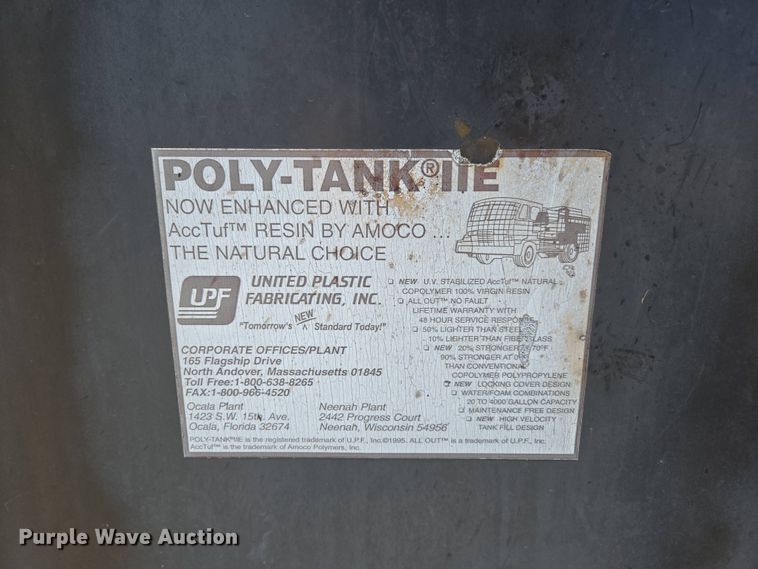 POLY-TANK® IIE
NOW ENHANCED WITH
AccTuf™ RESIN BY AMOCO ...
THE NATURAL CHOICE
UPF
UNITED PLASTIC
FABRICATING, INC.
NEW
"Tomorrow's ^ Standard Today!"
CORPORATE OFFICES/PLANT
165 Flagship Drive
North Andover, Massachusetts 01845
Toll Free:1-800-638-8265
FAX:1-800-966-4520
Ocala Plant
1423 S.W. 15th Ave.
Ocala, Florida 32674
Neenah Plant
2442 Progress Court
Neenah, Wisconsin 54956
NEW U.V. STABILIZED AccTuf™ NATURAL
COPOLYMER 100% VIRGIN RESIN
ALL OUT™ NO FAULT
LIFETIME WARRANTY WITH
48 HOUR SERVICE RESPONSE
50% LIGHTER THAN STEEL
10% LIGHTER THAN FIBERGLASS
NEW 20% STRONGER 70°F
90% STRONGER AT 0°
THAN CONVENTIONAL
COPOLYMER POLYPROPYLENE
NEW LOCKING COVER DESIGN
WATER/FOAM COMBINATIONS
20 TO 4000 GALLON CAPACITY
MAINTENANCE FREE DESIGN
NEW HIGH VELOCITY
TANK FILL DESIGN
POLY-TANK®IIE is the registered trademark of U.P.F., Inc.©1995. ALL OUT™ is a trademark of U.P.F., Inc.
AccTuf™ is the trademark of Amoco Polymers, Inc.
Purple Wave Auction